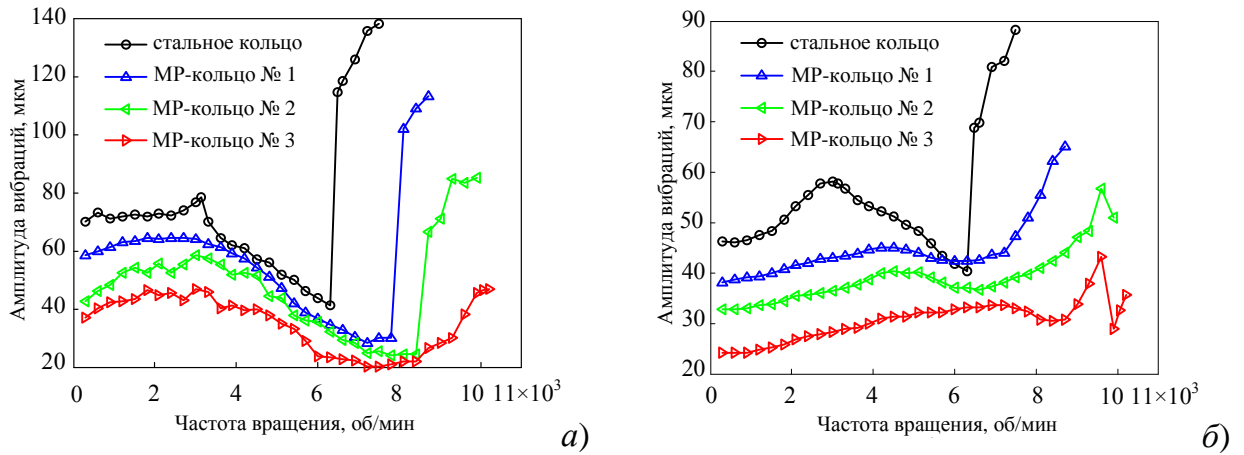 140
120
100
80
60
40
20
0 2 4 6 8 10 11×10³
Амплитуда вибраций, мкм
Частота вращения, об/мин
стальное кольцо
МР-кольцо № 1
МР-кольцо № 2
МР-кольцо № 3
а)
90
80
70
60
50
40
30
20
0 2 4 6 8 10 11×10³
Амплитуда вибраций, мкм
Частота вращения, об/мин
стальное кольцо
МР-кольцо № 1
МР-кольцо № 2
МР-кольцо № 3
б)